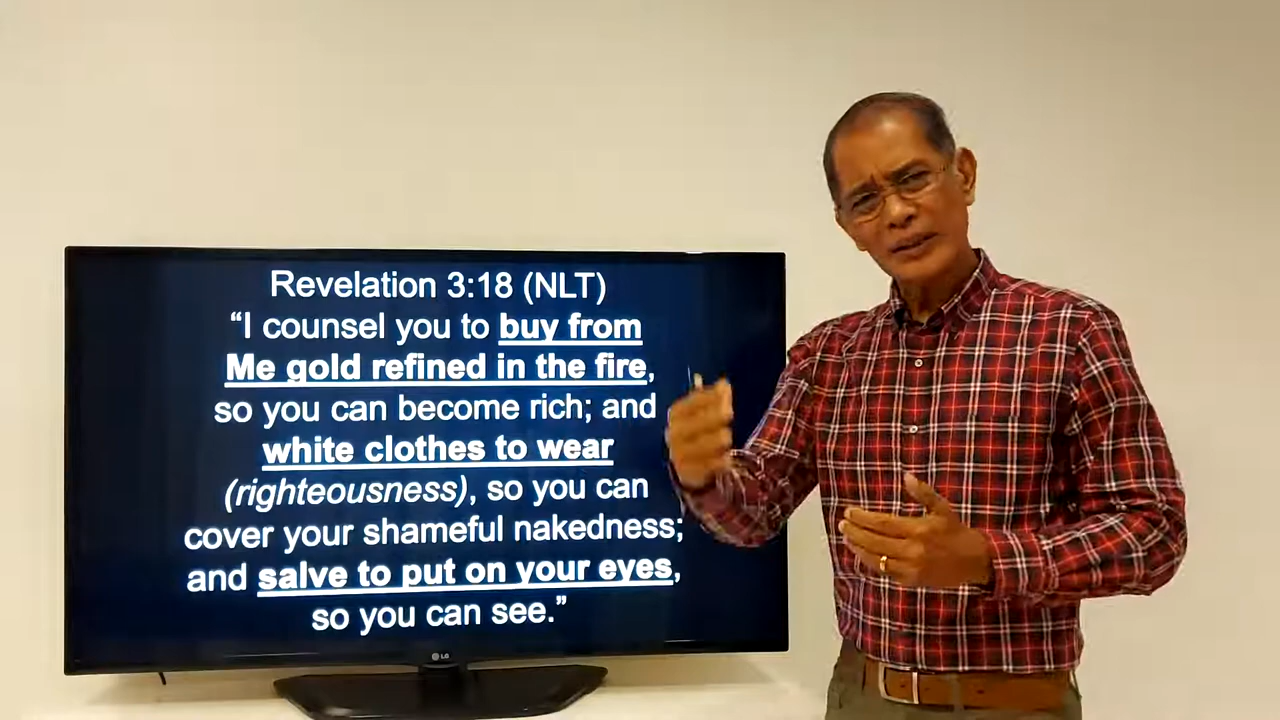 Revelation 3:18 (NLT)
“I counsel you to buy from
Me gold refined in the fire,
so you can become rich; and
white clothes to wear
(righteousness), so you can
cover your shameful nakedness;
and salve to put on your eyes,
so you can see.”
LG